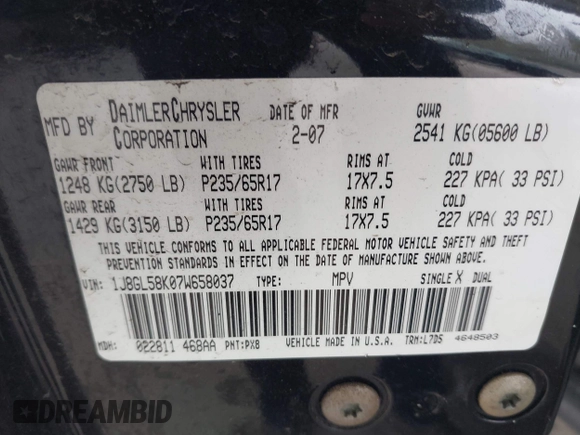 MFD BY DAIMLERCHRYSLER CORPORATION DATE OF MFR 2-07 GVWR 2541 KG(05600 LB)
GAWR FRONT WITH TIRES RIMS AT COLD
1248 KG(2750 LB) P235/65R17 17X7.5 227 KPA( 33 PSI)
GAWR REAR WITH TIRES RIMS AT COLD
1429 KG(3150 LB) P235/65R17 17X7.5 227 KPA( 33 PSI)
THIS VEHICLE CONFORMS TO ALL APPLICABLE FEDERAL MOTOR VEHICLE SAFETY AND THEFT
PREVENTION STANDARDS IN EFFECT ON THE DATE OF MANUFACTURE SHOWN ABOVE.
VIN: 1J8GL58K07W658037 TYPE: MPV SINGLE X DUAL
MDH: 022811 468AA PNT:PX8 VEHICLE MADE IN U.S.A. TRM:L7D5 4648503
DREAMBID